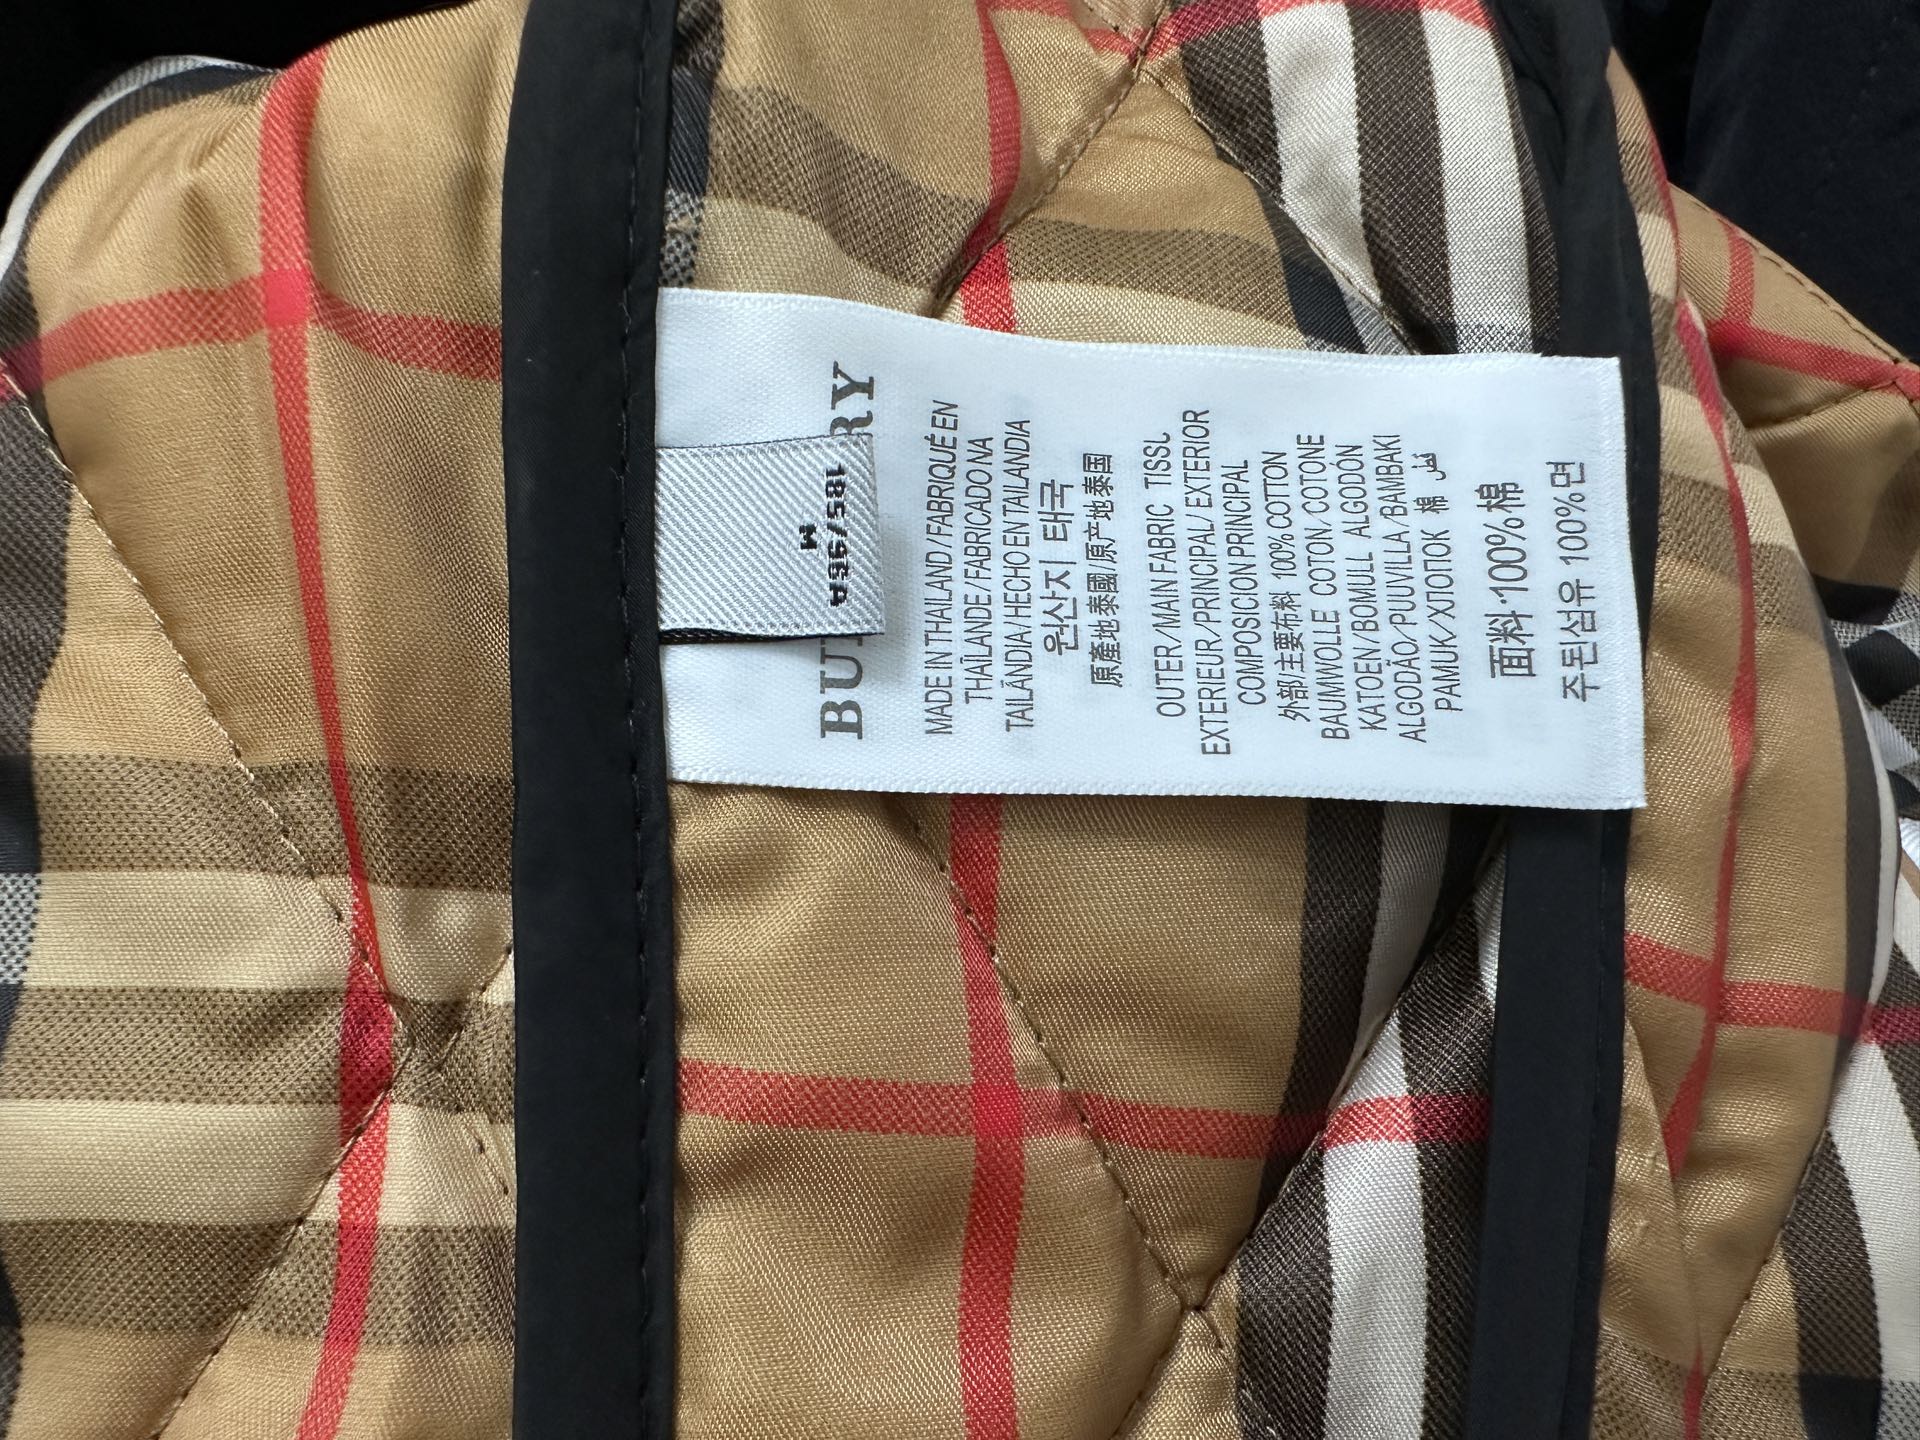 BU RY
185/96A
M
MADE IN THAILAND/FABRIQUÉ EN
THAÏLANDE/FABRICADO NA
TAILÂNDIA/HECHO EN TAILANDIA
원산지 태국
原產地泰國/原产地泰国
OUTER/MAIN FABRIC TISSU
EXTERIEUR/PRINCIPAL/EXTERIOR
COMPOSICION PRINCIPAL
外部/主要布料 100% COTTON
BAUMWOLLE COTON/COTONE
KATOEN/BOMULL ALGODÓN
ALGODÃO/PUUVILLA/BAMBAKI
PAMUK/ХЛОПОК 棉 قطن
面料:100%棉
주된섬유 100%면